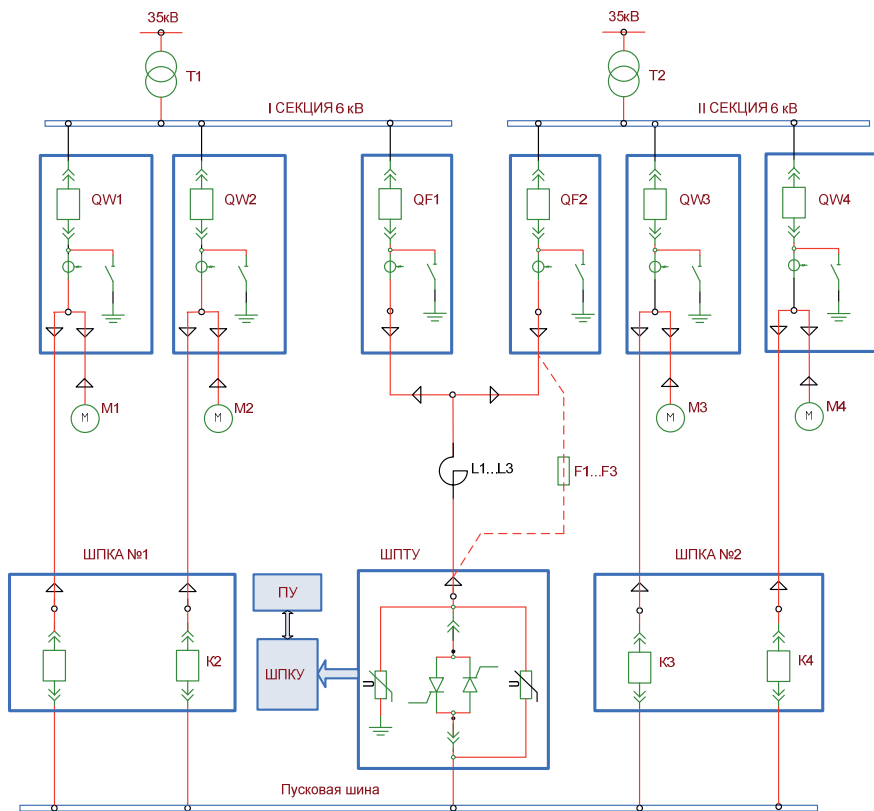 35кВ
35кВ
T1
T2
I СЕКЦИЯ 6 кВ
II СЕКЦИЯ 6 кВ
QW1
QW2
QF1
QF2
QW3
QW4
M
M1
M
M2
M
M3
M
M4
L1...L3
F1...F3
ШПКА №1
ШПТУ
ШПКА №2
ПУ
ШПКУ
K2
U
U
K3
K4
Пусковая шина